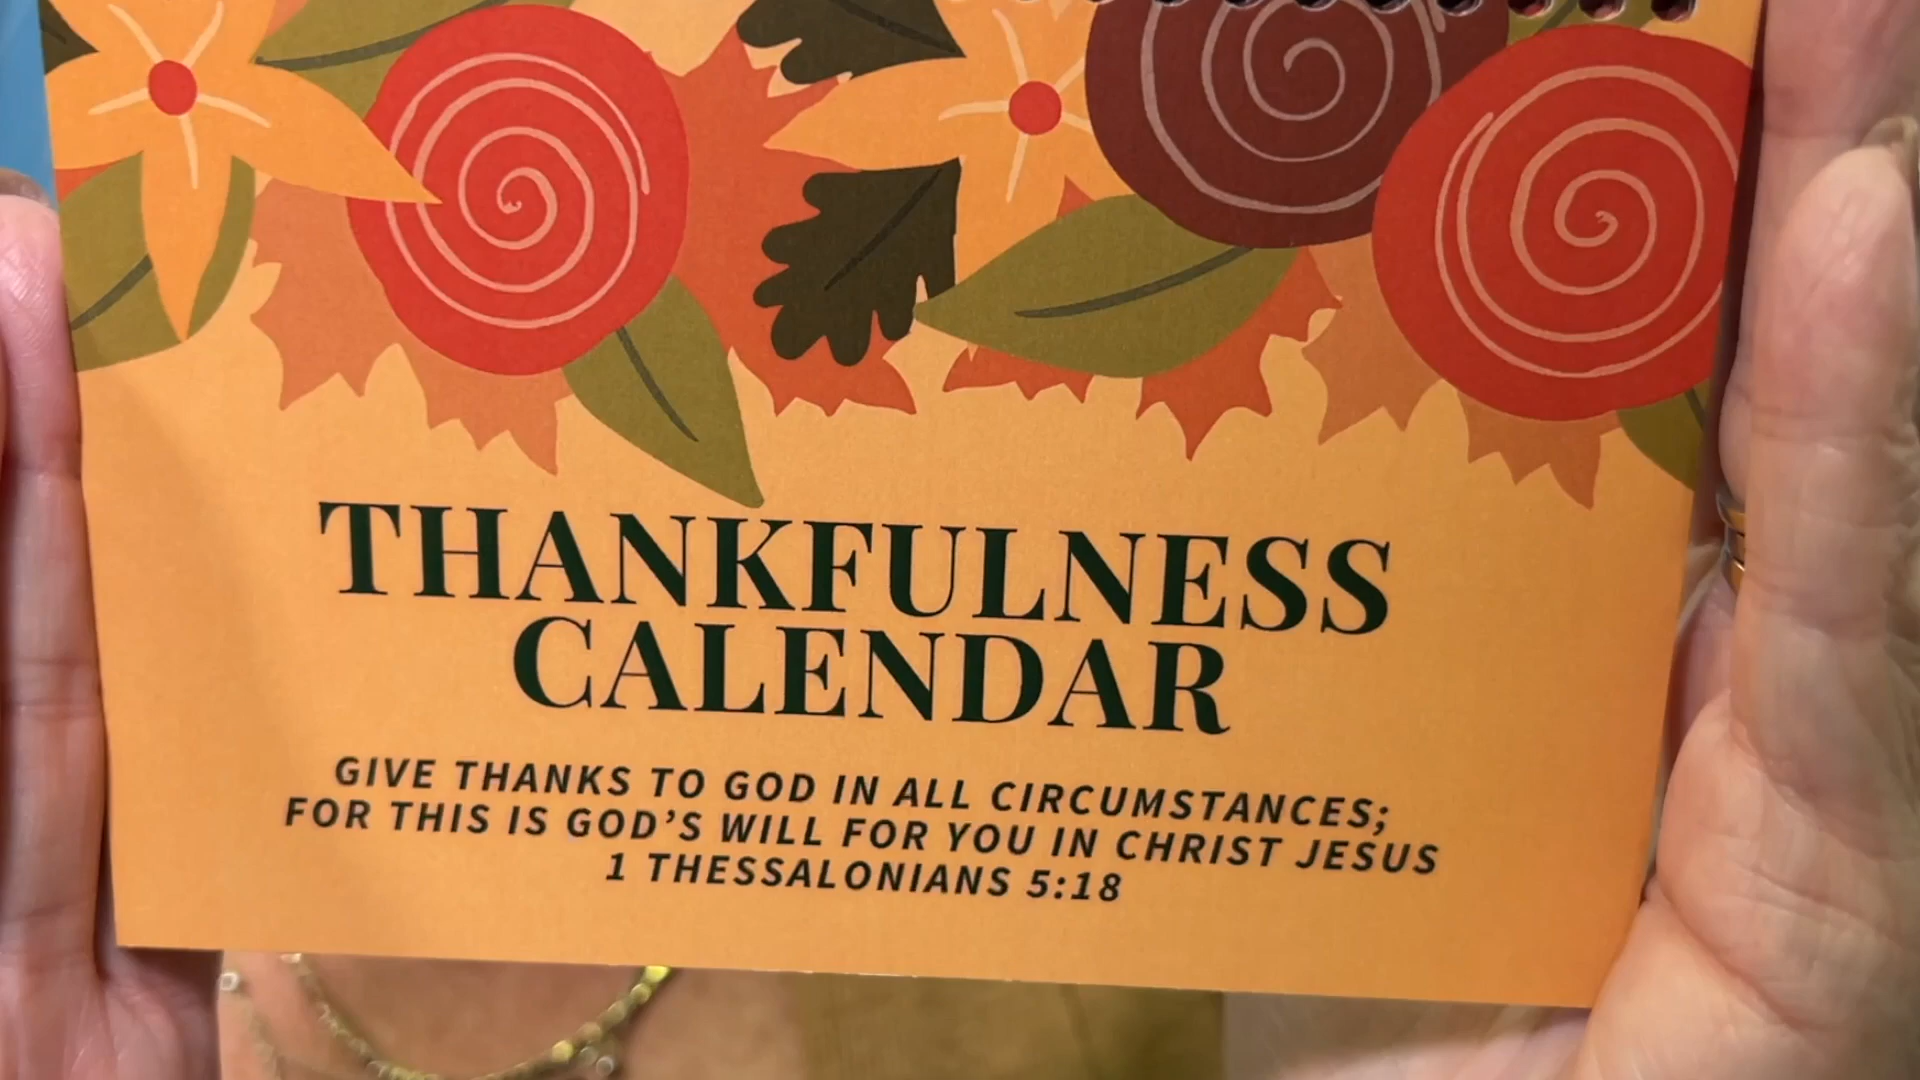 THANKFULNESS
CALENDAR
GIVE THANKS TO GOD IN ALL CIRCUMSTANCES;
FOR THIS IS GOD'S WILL FOR YOU IN CHRIST JESUS
1 THESSALONIANS 5:18